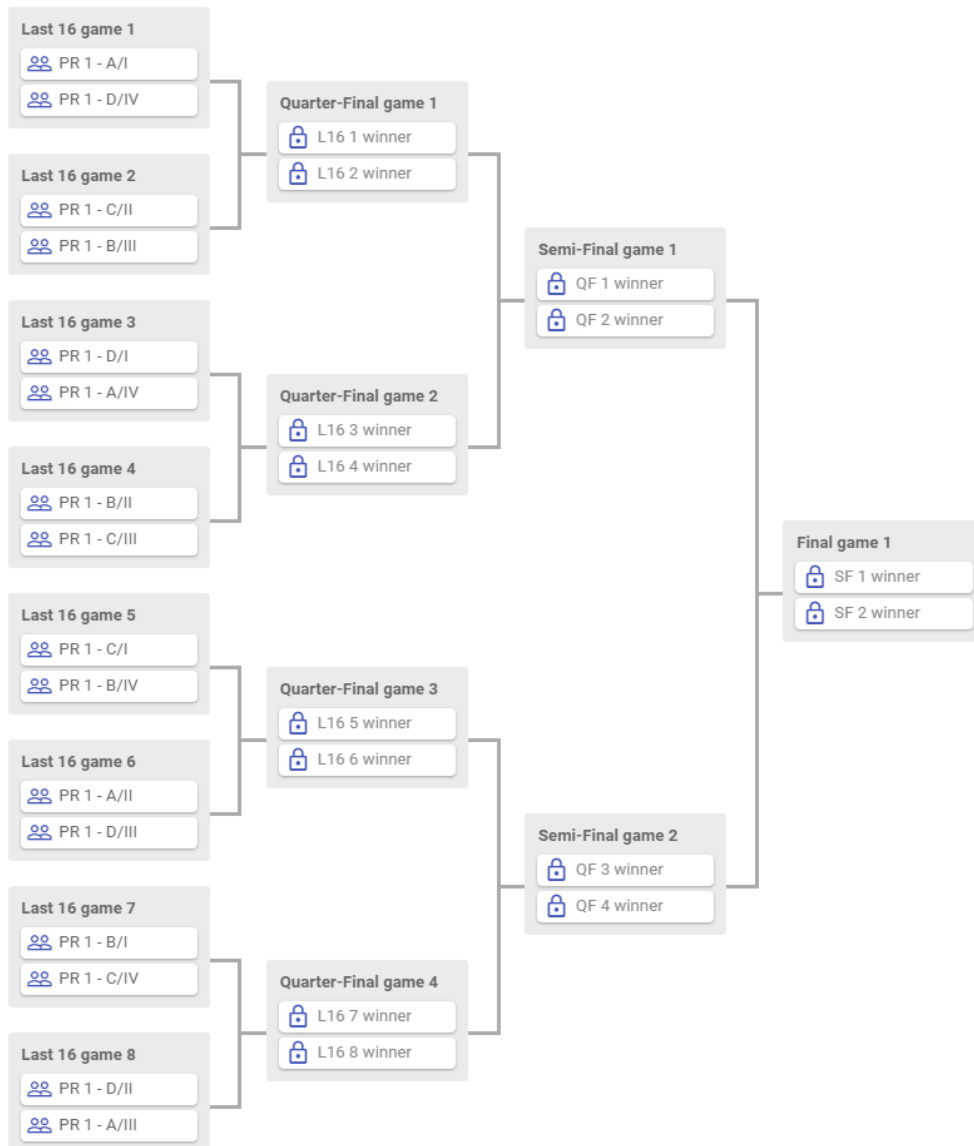 Last 16 game 1
PR 1 - A/I
PR 1 - D/IV
Last 16 game 2
PR 1 - C/II
PR 1 - B/III
Last 16 game 3
PR 1 - D/I
PR 1 - A/IV
Last 16 game 4
PR 1 - B/II
PR 1 - C/III
Last 16 game 5
PR 1 - C/I
PR 1 - B/IV
Last 16 game 6
PR 1 - A/II
PR 1 - D/III
Last 16 game 7
PR 1 - B/I
PR 1 - C/IV
Last 16 game 8
PR 1 - D/II
PR 1 - A/III
Quarter-Final game 1
L16 1 winner
L16 2 winner
Quarter-Final game 2
L16 3 winner
L16 4 winner
Quarter-Final game 3
L16 5 winner
L16 6 winner
Quarter-Final game 4
L16 7 winner
L16 8 winner
Semi-Final game 1
QF 1 winner
QF 2 winner
Semi-Final game 2
QF 3 winner
QF 4 winner
Final game 1
SF 1 winner
SF 2 winner